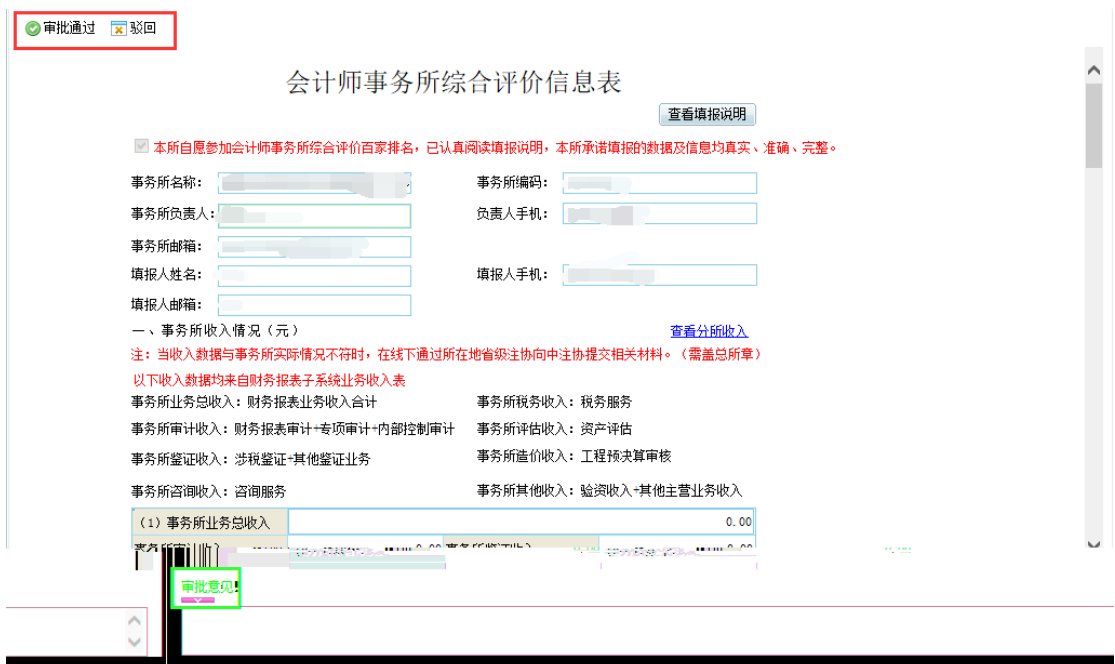 审批通过 驳回
会计师事务所综合评价信息表
查看填报说明
本所自愿参加会计师事务所综合评价百家排名，已认真阅读填报说明，本所承诺填报的数据及信息均真实、准确、完整。
事务所名称： 事务所编码：
事务所负责人： 负责人手机：
事务所邮箱：
填报人姓名： 填报人手机：
填报人邮箱：
一、事务所收入情况（元） 查看分所收入
注：当收入数据与事务所实际情况不符时，在线下通过所在地省级注协向中注协提交相关材料。（需盖总所章）
以下收入数据均来自财务报表子系统业务收入表
事务所业务总收入：财务报表业务收入合计 事务所税务收入：税务服务
事务所审计收入：财务报表审计+专项审计+内部控制审计 事务所评估收入：资产评估
事务所鉴证收入：涉税鉴证+其他鉴证业务 事务所造价收入：工程预决算审核
事务所咨询收入：咨询服务 事务所其他收入：验资收入+其他主营业务收入
（1）事务所业务总收入 0.00
审批意见